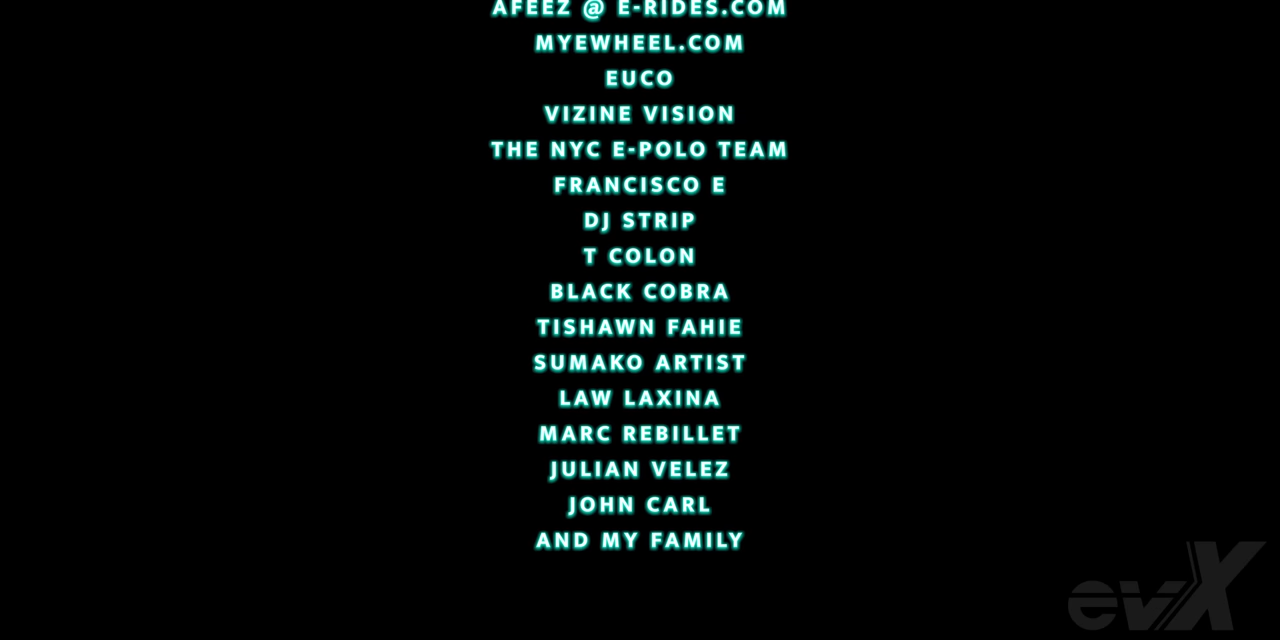 AFEEZ @ E-RIDES.COM
MYEWHEEL.COM
EUCO
VIZINE VISION
THE NYC E-POLO TEAM
FRANCISCO E
DJ STRIP
T COLON
BLACK COBRA
TISHAWN FAHIE
SUMAKO ARTIST
LAW LAXINA
MARC REBILLET
JULIAN VELEZ
JOHN CARL
AND MY FAMILY
evX